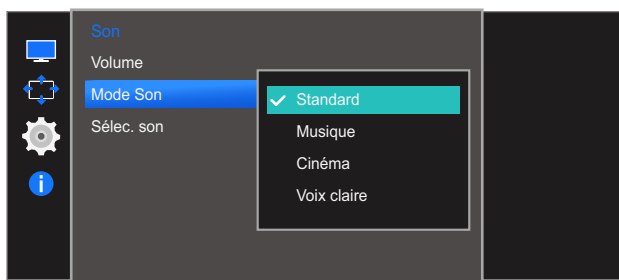 Son
Volume
Mode Son
Sélec. son
Standard
Musique
Cinéma
Voix claire